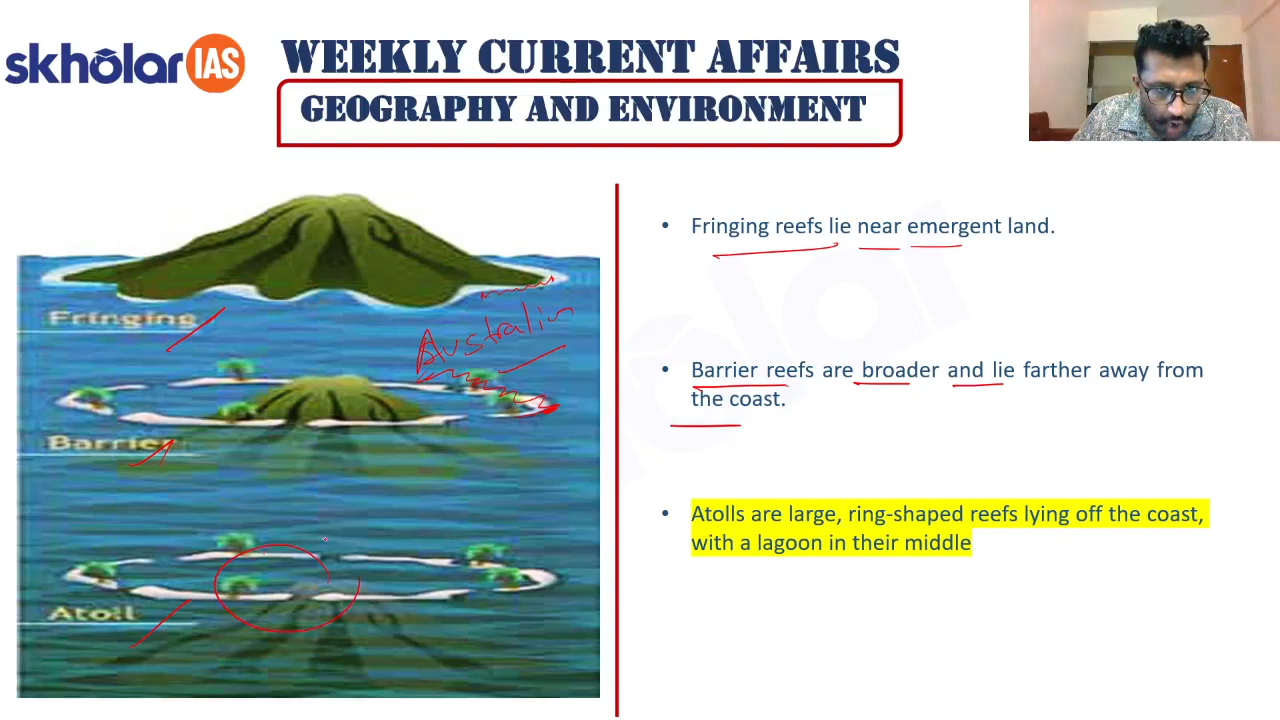 skholar IAS
WEEKLY CURRENT AFFAIRS
GEOGRAPHY AND ENVIRONMENT
Fringing
Australia
Barrier
Atoll
• Fringing reefs lie near emergent land.
• Barrier reefs are broader and lie farther away from
the coast.
• Atolls are large, ring-shaped reefs lying off the coast,
with a lagoon in their middle